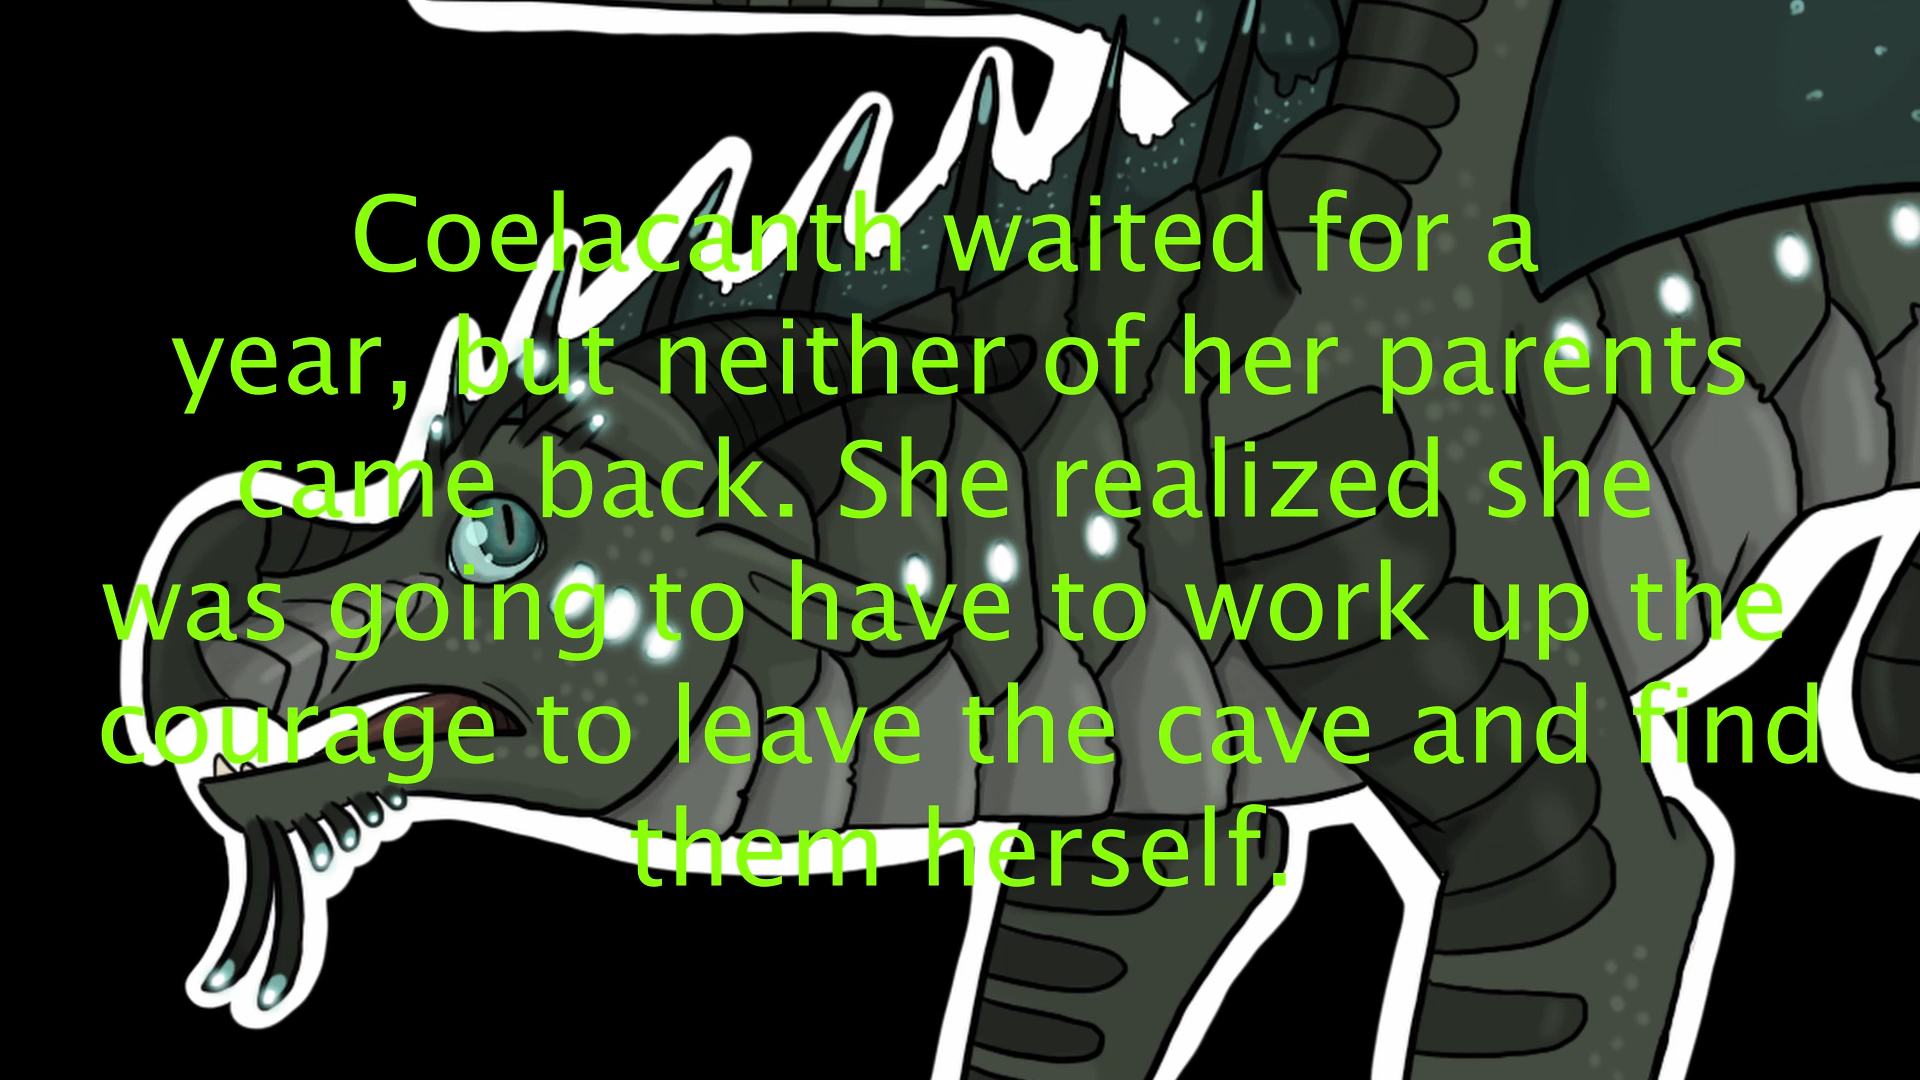 Coelacanth waited for a
year, but neither of her parents
came back. She realized she
was going to have to work up the
courage to leave the cave and find
them herself.